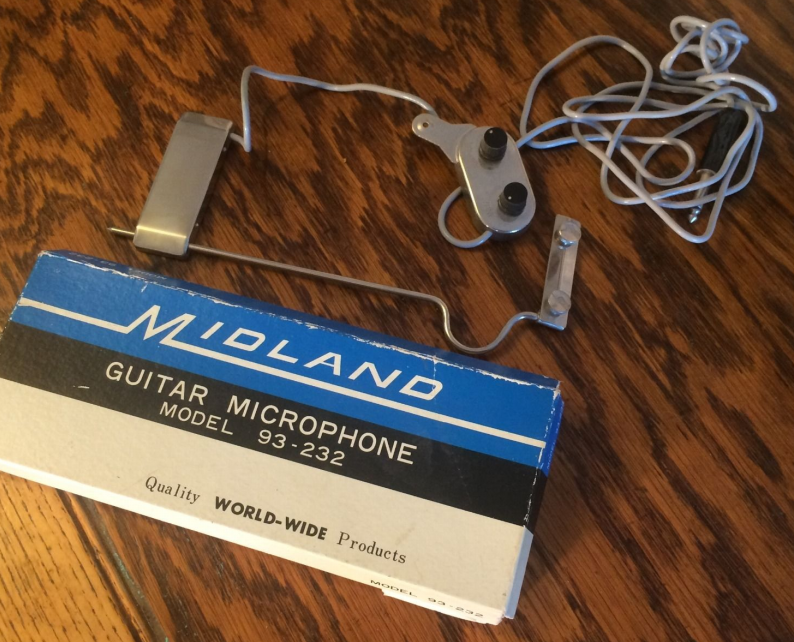 MIDLAND
GUITAR MICROPHONE
MODEL 93-232
Quality WORLD-WIDE Products
MODEL 93-232